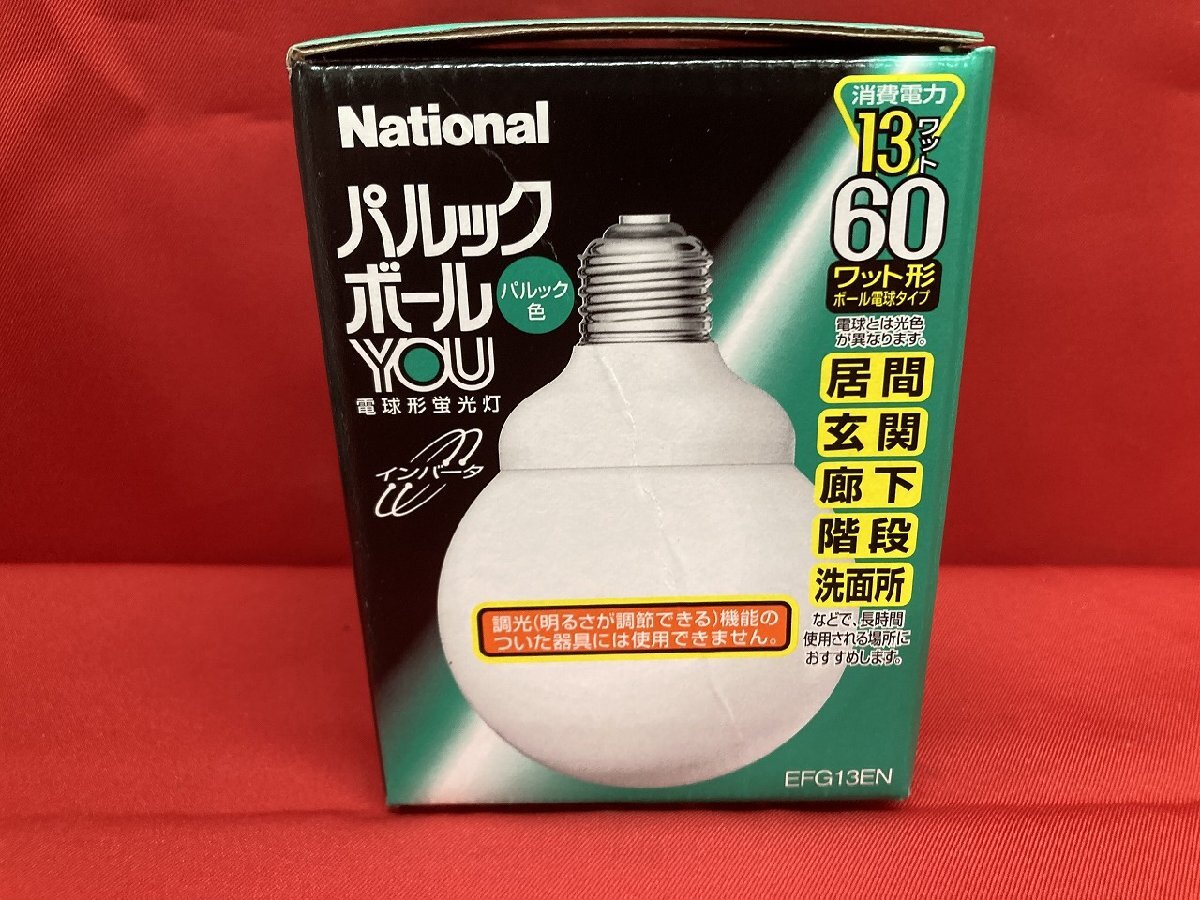 National
パルック
ボール
YOU
電球形蛍光灯
パルック
色
インバータ
消費電力
13ワット
60
ワット形
ボール電球タイプ
電球とは光色
が異なります。
居間
玄関
廊下
階段
洗面所
などで、長時間
使用される場所に
おすすめします。
調光(明るさが調節できる)機能の
ついた器具には使用できません。
EFG13EN